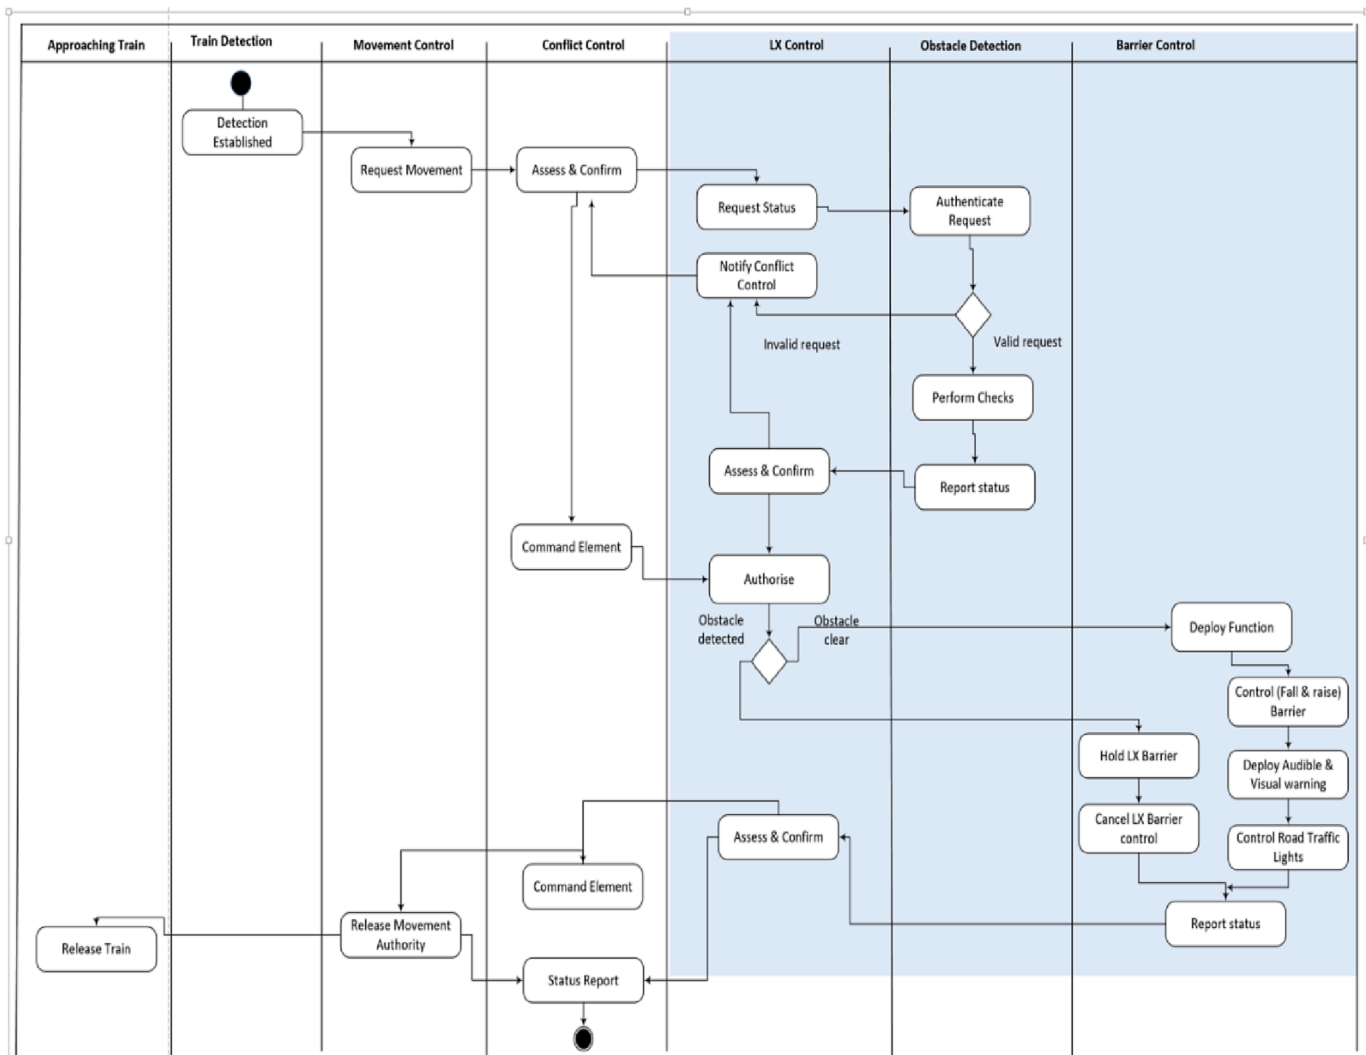 Approaching Train
Train Detection
Movement Control
Conflict Control
LX Control
Obstacle Detection
Barrier Control
Detection
Established
Request Movement
Assess & Confirm
Request Status
Authenticate
Request
Notify Conflict
Control
Invalid request
Valid request
Perform Checks
Assess & Confirm
Report status
Command Element
Authorise
Obstacle
detected
Obstacle
clear
Deploy Function
Control (Fall & raise)
Barrier
Hold LX Barrier
Deploy Audible &
Visual warning
Cancel LX Barrier
control
Control Road Traffic
Lights
Assess & Confirm
Command Element
Release Movement
Authority
Report status
Release Train
Status Report